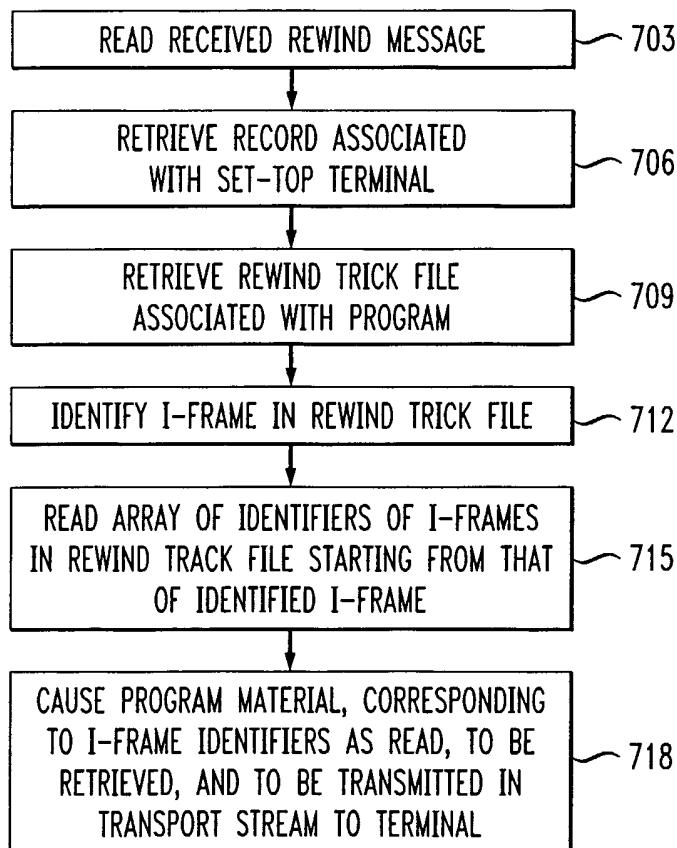 READ RECEIVED REWIND MESSAGE
703
RETRIEVE RECORD ASSOCIATED
WITH SET-TOP TERMINAL
706
RETRIEVE REWIND TRICK FILE
ASSOCIATED WITH PROGRAM
709
IDENTIFY I-FRAME IN REWIND TRICK FILE
712
READ ARRAY OF IDENTIFIERS OF I-FRAMES
IN REWIND TRACK FILE STARTING FROM THAT
OF IDENTIFIED I-FRAME
715
CAUSE PROGRAM MATERIAL, CORRESPONDING
TO I-FRAME IDENTIFIERS AS READ, TO BE
RETRIEVED, AND TO BE TRANSMITTED IN
TRANSPORT STREAM TO TERMINAL
718